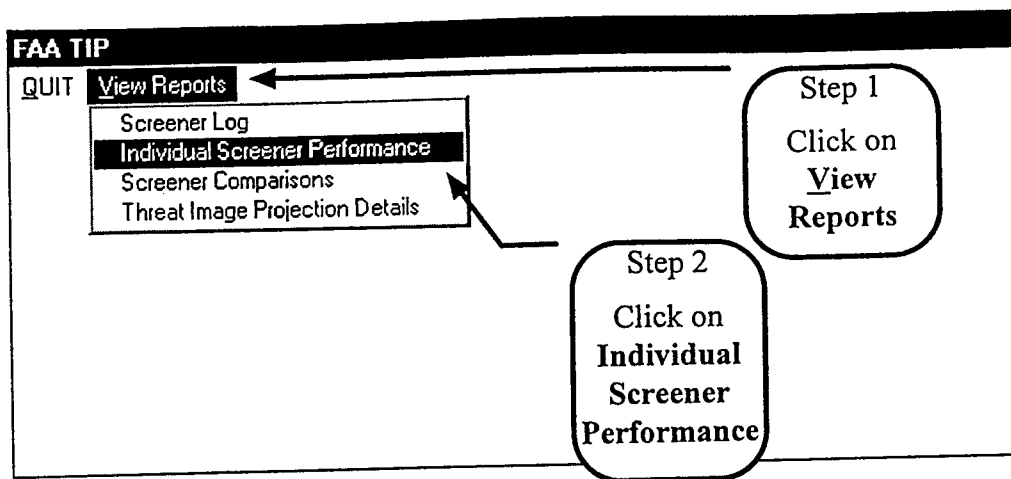 FAA TIP
QUIT View Reports
Screener Log
Individual Screener Performance
Screener Comparisons
Threat Image Projection Details
Step 1
Click on
View
Reports
Step 2
Click on
Individual
Screener
Performance